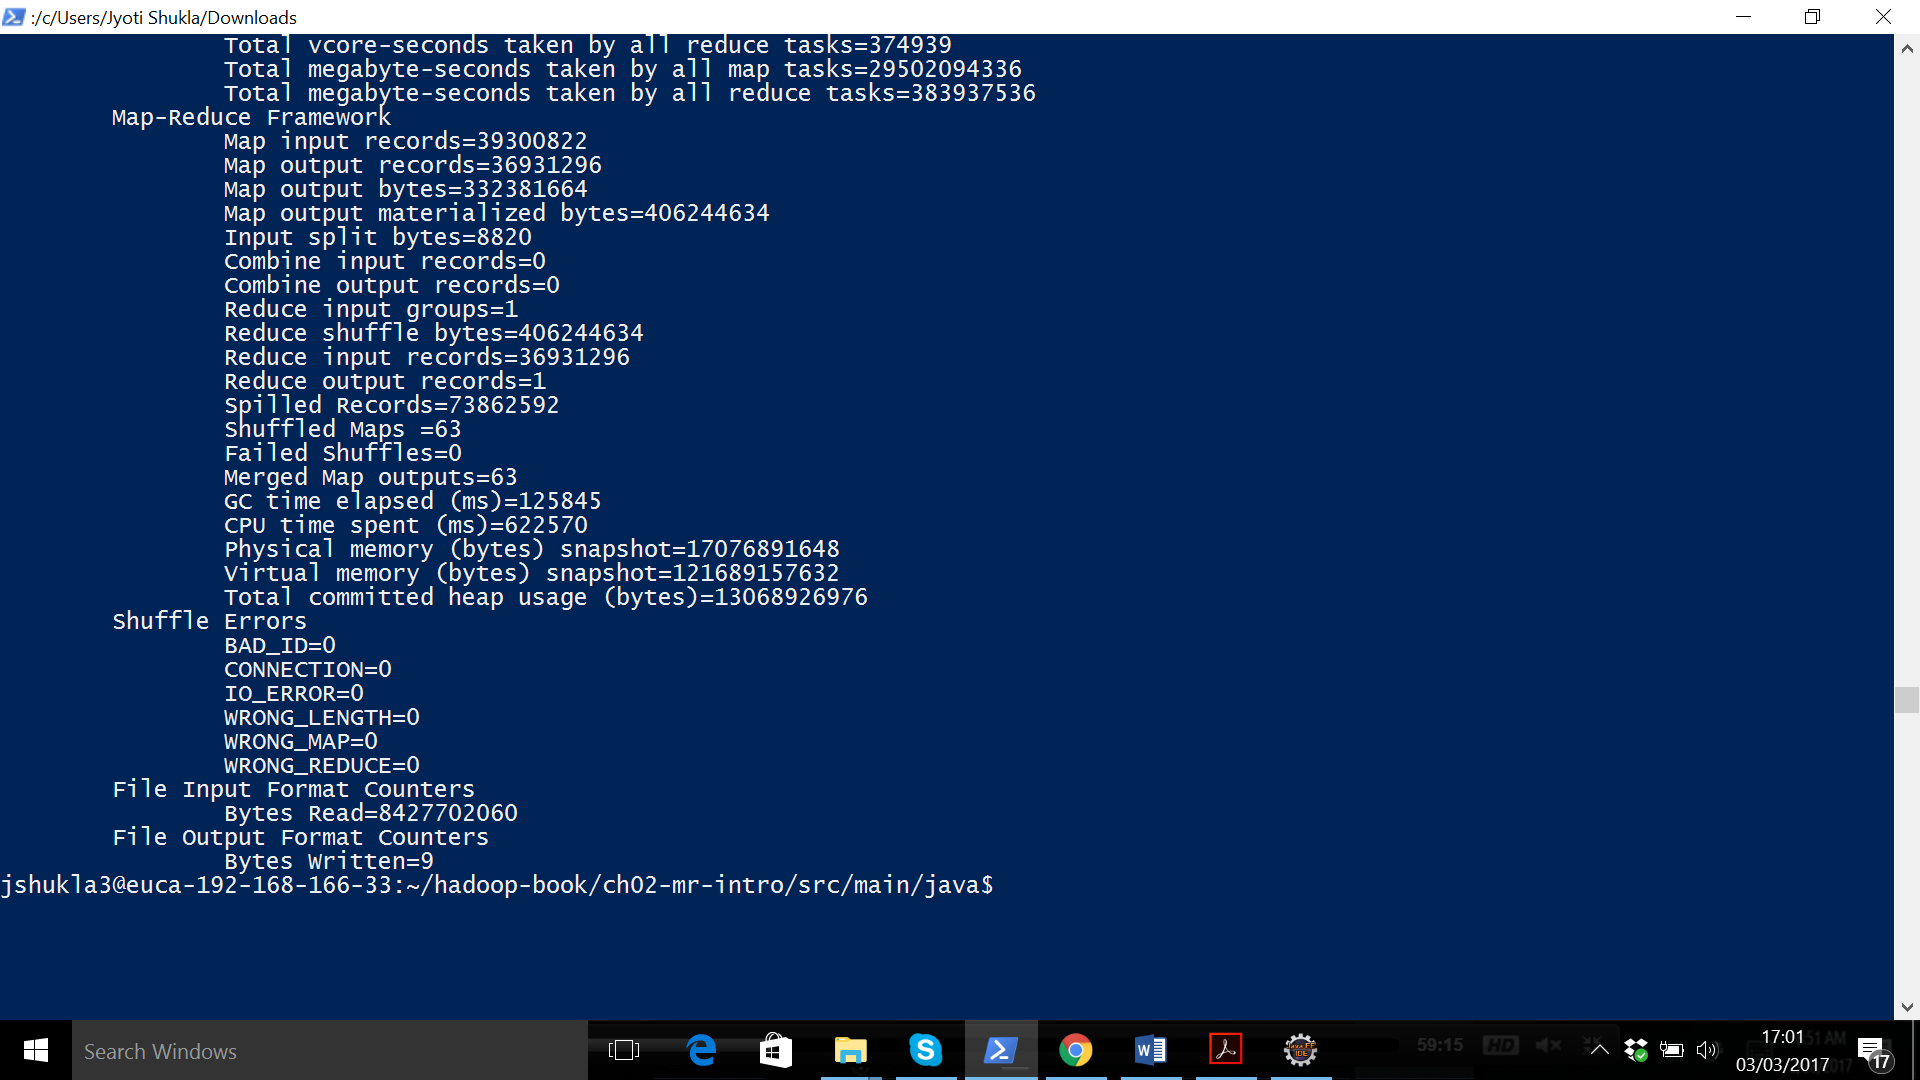 :/c/Users/Jyoti Shukla/Downloads
Total vcore-seconds taken by all reduce tasks=374939
Total megabyte-seconds taken by all map tasks=29502094336
Total megabyte-seconds taken by all reduce tasks=383937536
Map-Reduce Framework
Map input records=39300822
Map output records=36931296
Map output bytes=332381664
Map output materialized bytes=406244634
Input split bytes=8820
Combine input records=0
Combine output records=0
Reduce input groups=1
Reduce shuffle bytes=406244634
Reduce input records=36931296
Reduce output records=1
Spilled Records=73862592
Shuffled Maps =63
Failed Shuffles=0
Merged Map outputs=63
GC time elapsed (ms)=125845
CPU time spent (ms)=622570
Physical memory (bytes) snapshot=17076891648
Virtual memory (bytes) snapshot=121689157632
Total committed heap usage (bytes)=13068926976
Shuffle Errors
BAD_ID=0
CONNECTION=0
IO_ERROR=0
WRONG_LENGTH=0
WRONG_MAP=0
WRONG_REDUCE=0
File Input Format Counters
Bytes Read=8427702060
File Output Format Counters
Bytes Written=9
jshukla3@euca-192-168-166-33:~/hadoop-book/ch02-mr-intro/src/main/java$
Search Windows
59:15 HD
17:01
03/03/2017
17